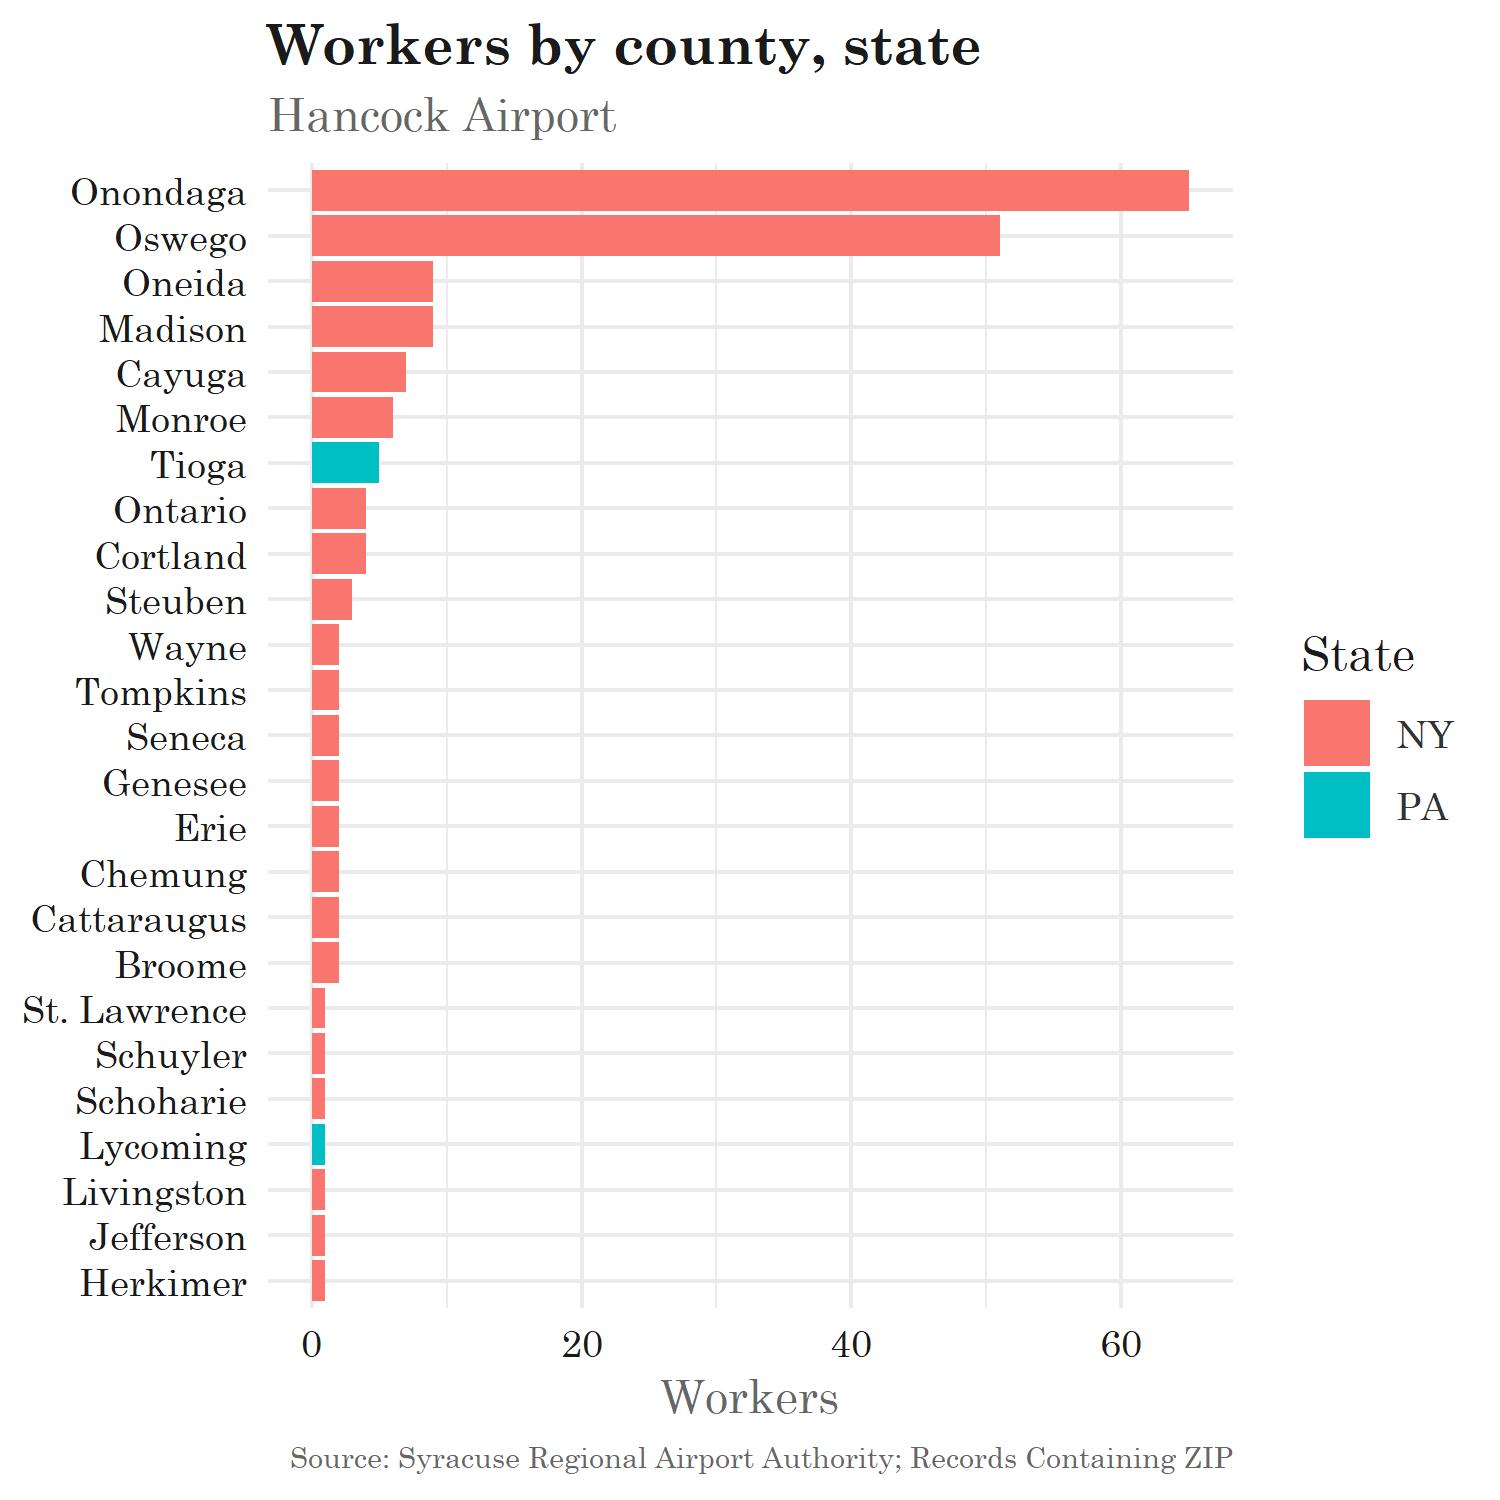 Workers by county, state
Hancock Airport
Onondaga
Oswego
Oneida
Madison
Cayuga
Monroe
Tioga
Ontario
Cortland
Steuben
Wayne
Tompkins
Seneca
Genesee
Erie
Chemung
Cattaraugus
Broome
St. Lawrence
Schuyler
Schoharie
Lycoming
Livingston
Jefferson
Herkimer
0 20 40 60
Workers
State
NY
PA
Source: Syracuse Regional Airport Authority; Records Containing ZIP